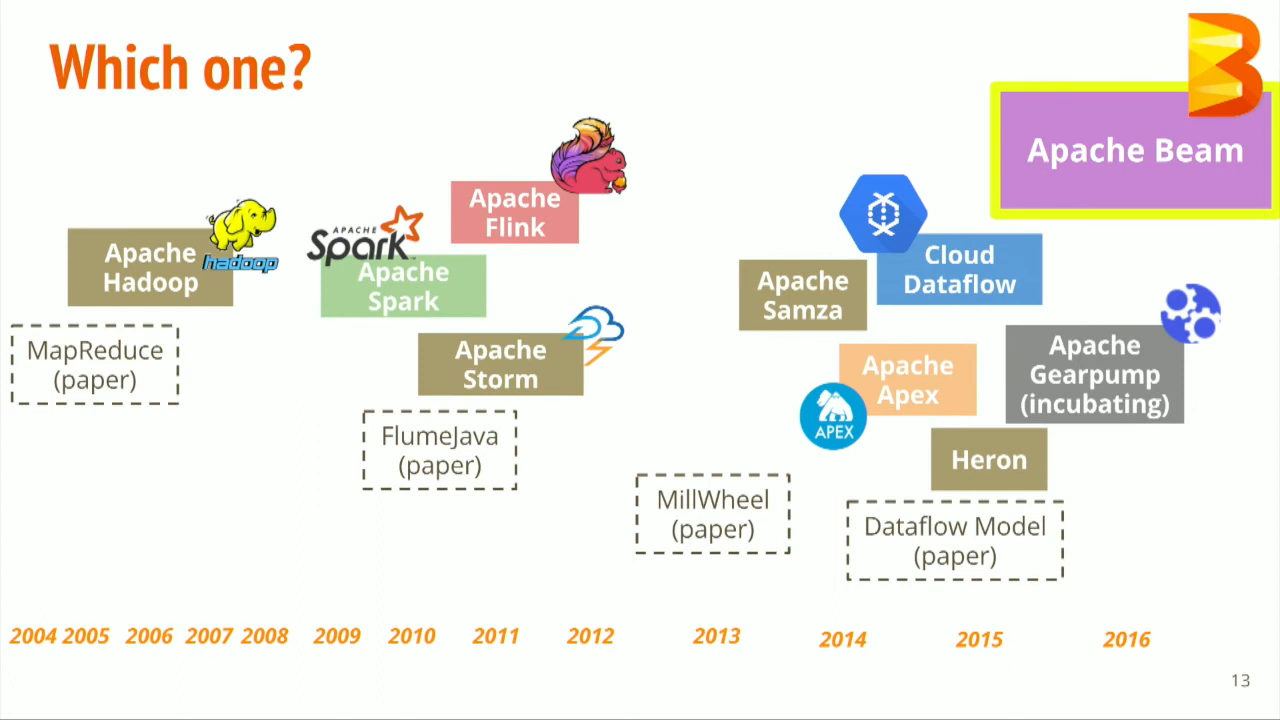 Which one?
Apache Beam
Apache
Flink
Apache
Hadoop
hadoop
APACHE
Spark
Apache
Spark
Cloud
Dataflow
Apache
Samza
MapReduce
(paper)
Apache
Storm
Apache
Apex
APEX
Apache
Gearpump
(incubating)
FlumeJava
(paper)
Heron
MillWheel
(paper)
Dataflow Model
(paper)
2004 2005 2006 2007 2008 2009 2010 2011 2012 2013 2014 2015 2016
13